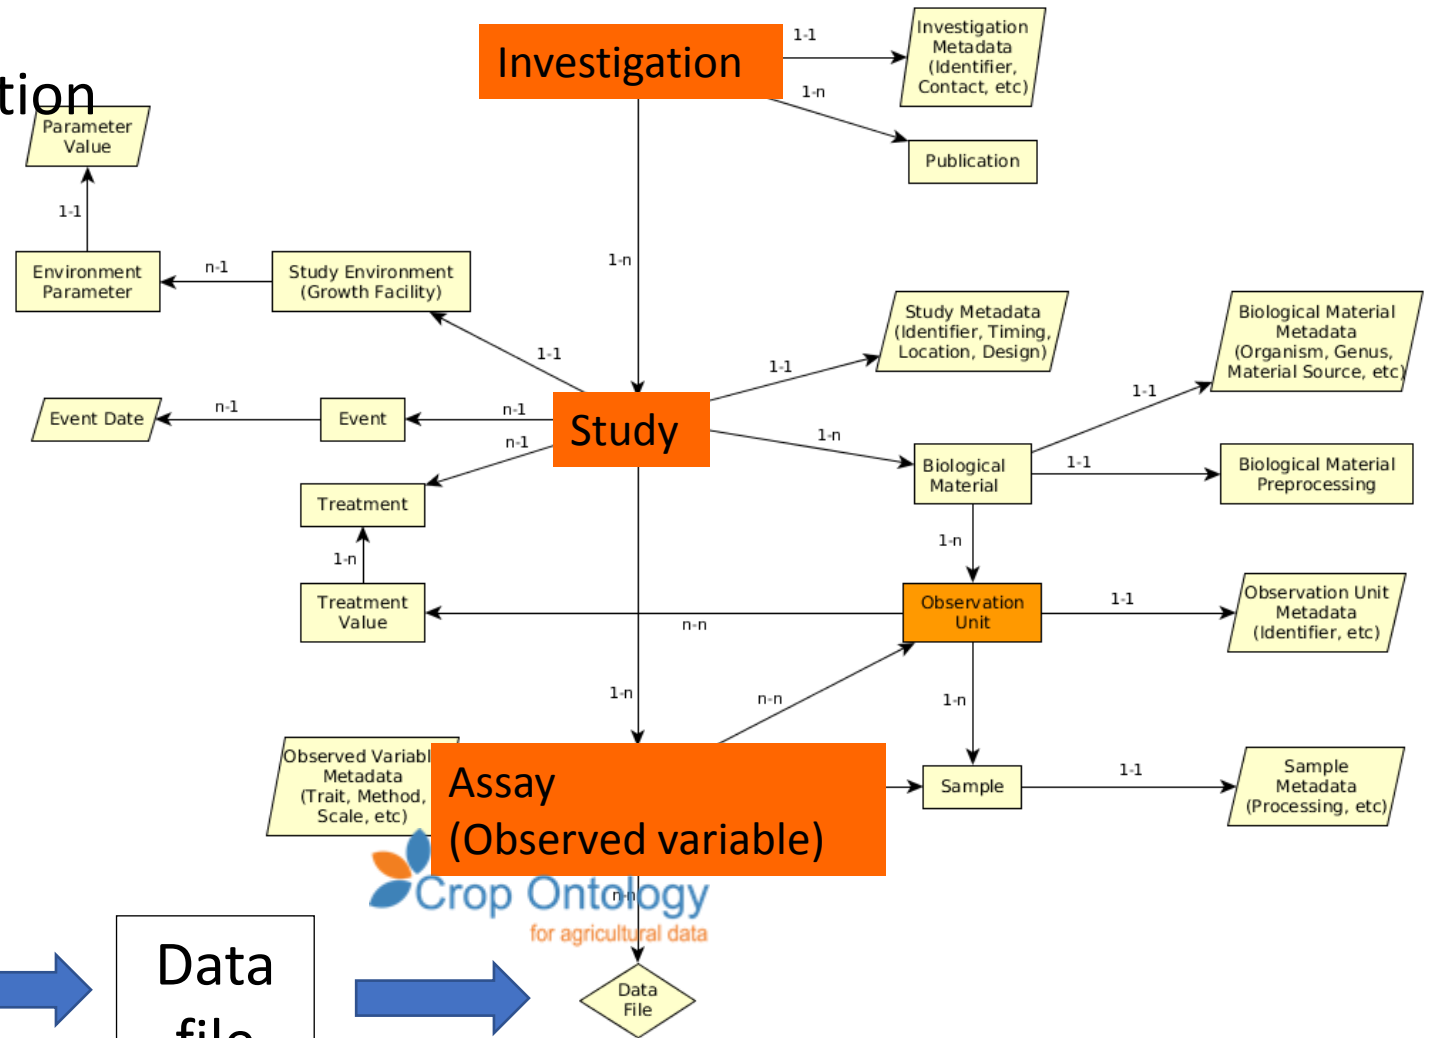 Investigation
1-1
Investigation
Metadata
(Identifier,
Contact, etc)
tion
1-n
Parameter
Value
Publication
1-1
1-n
Environment
Parameter
n-1
Study Environment
(Growth Facility)
Study Metadata
(Identifier, Timing,
Location, Design)
Biological Material
Metadata
(Organism, Genus,
Material Source, etc)
1-1
1-1
1-1
Event Date
n-1
Event
n-1
Study
n-1
1-n
Biological
Material
1-1
Biological Material
Preprocessing
Treatment
1-n
1-n
Treatment
Value
n-n
Observation
Unit
1-1
Observation Unit
Metadata
(Identifier, etc)
1-n
n-n
1-n
Observed Variabl
Metadata
(Trait, Method,
Scale, etc)
Assay
(Observed variable)
Sample
1-1
Sample
Metadata
(Processing, etc)
n-n
Crop Ontology
for agricultural data
Data
file
Data
File